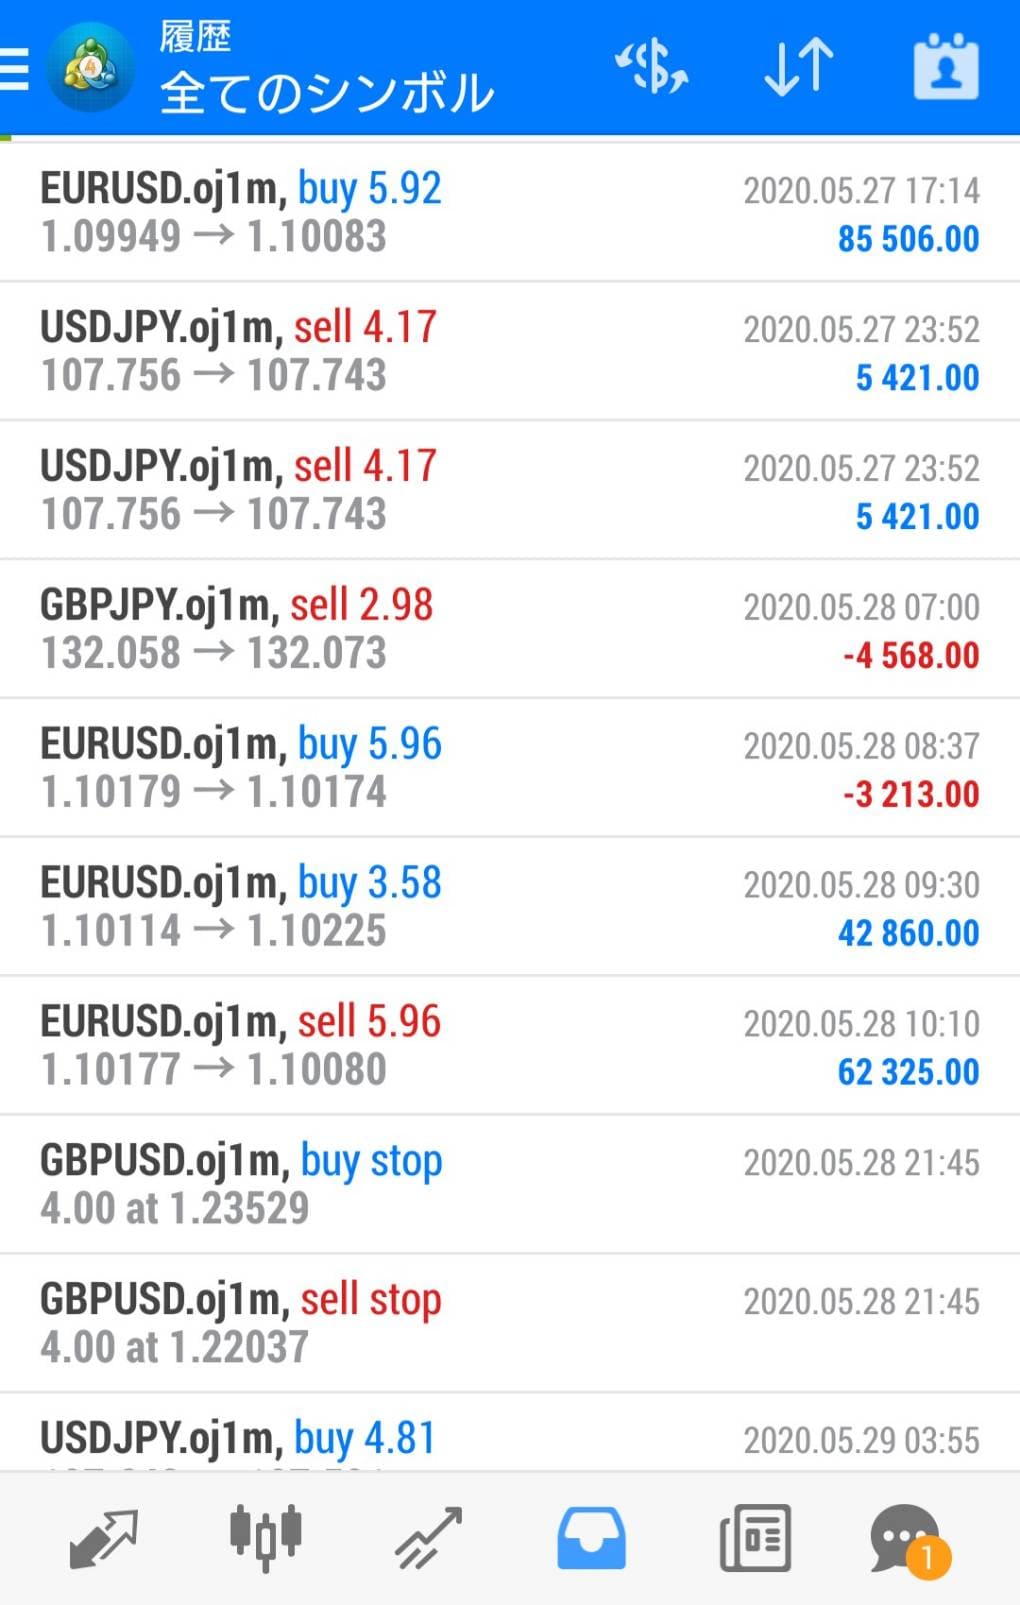 履歴
全てのシンボル
EURUSD.oj1m, buy 5.92 2020.05.27 17:14
1.09949 → 1.10083 85 506.00
USDJPY.oj1m, sell 4.17 2020.05.27 23:52
107.756 → 107.743 5 421.00
USDJPY.oj1m, sell 4.17 2020.05.27 23:52
107.756 → 107.743 5 421.00
GBPJPY.oj1m, sell 2.98 2020.05.28 07:00
132.058 → 132.073 -4 568.00
EURUSD.oj1m, buy 5.96 2020.05.28 08:37
1.10179 → 1.10174 -3 213.00
EURUSD.oj1m, buy 3.58 2020.05.28 09:30
1.10114 → 1.10225 42 860.00
EURUSD.oj1m, sell 5.96 2020.05.28 10:10
1.10177 → 1.10080 62 325.00
GBPUSD.oj1m, buy stop 2020.05.28 21:45
4.00 at 1.23529
GBPUSD.oj1m, sell stop 2020.05.28 21:45
4.00 at 1.22037
USDJPY.oj1m, buy 4.81 2020.05.29 03:55
1